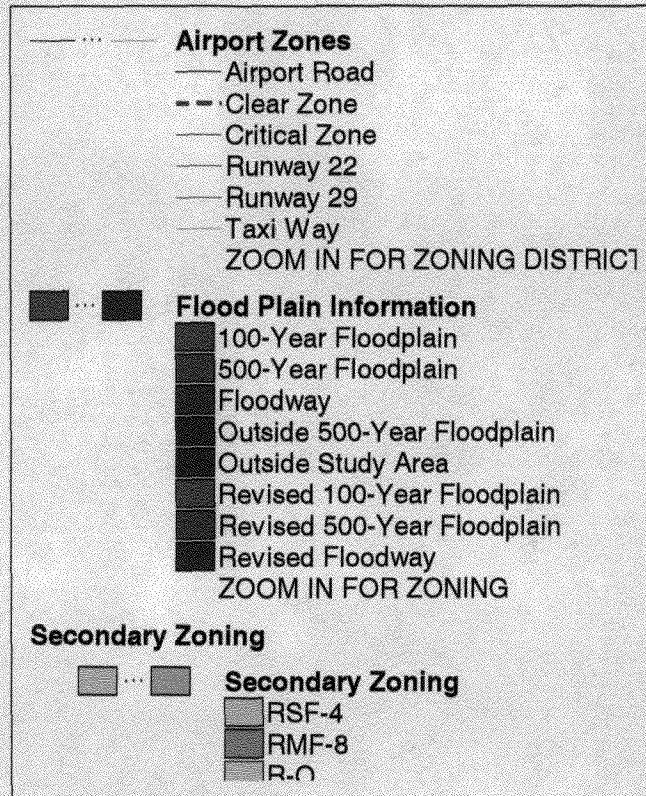 Airport Zones
Airport Road
Clear Zone
Critical Zone
Runway 22
Runway 29
Taxi Way
ZOOM IN FOR ZONING DISTRICT
Flood Plain Information
100-Year Floodplain
500-Year Floodplain
Floodway
Outside 500-Year Floodplain
Outside Study Area
Revised 100-Year Floodplain
Revised 500-Year Floodplain
Revised Floodway
ZOOM IN FOR ZONING
Secondary Zoning
Secondary Zoning
RSF-4
RMF-8
R-O